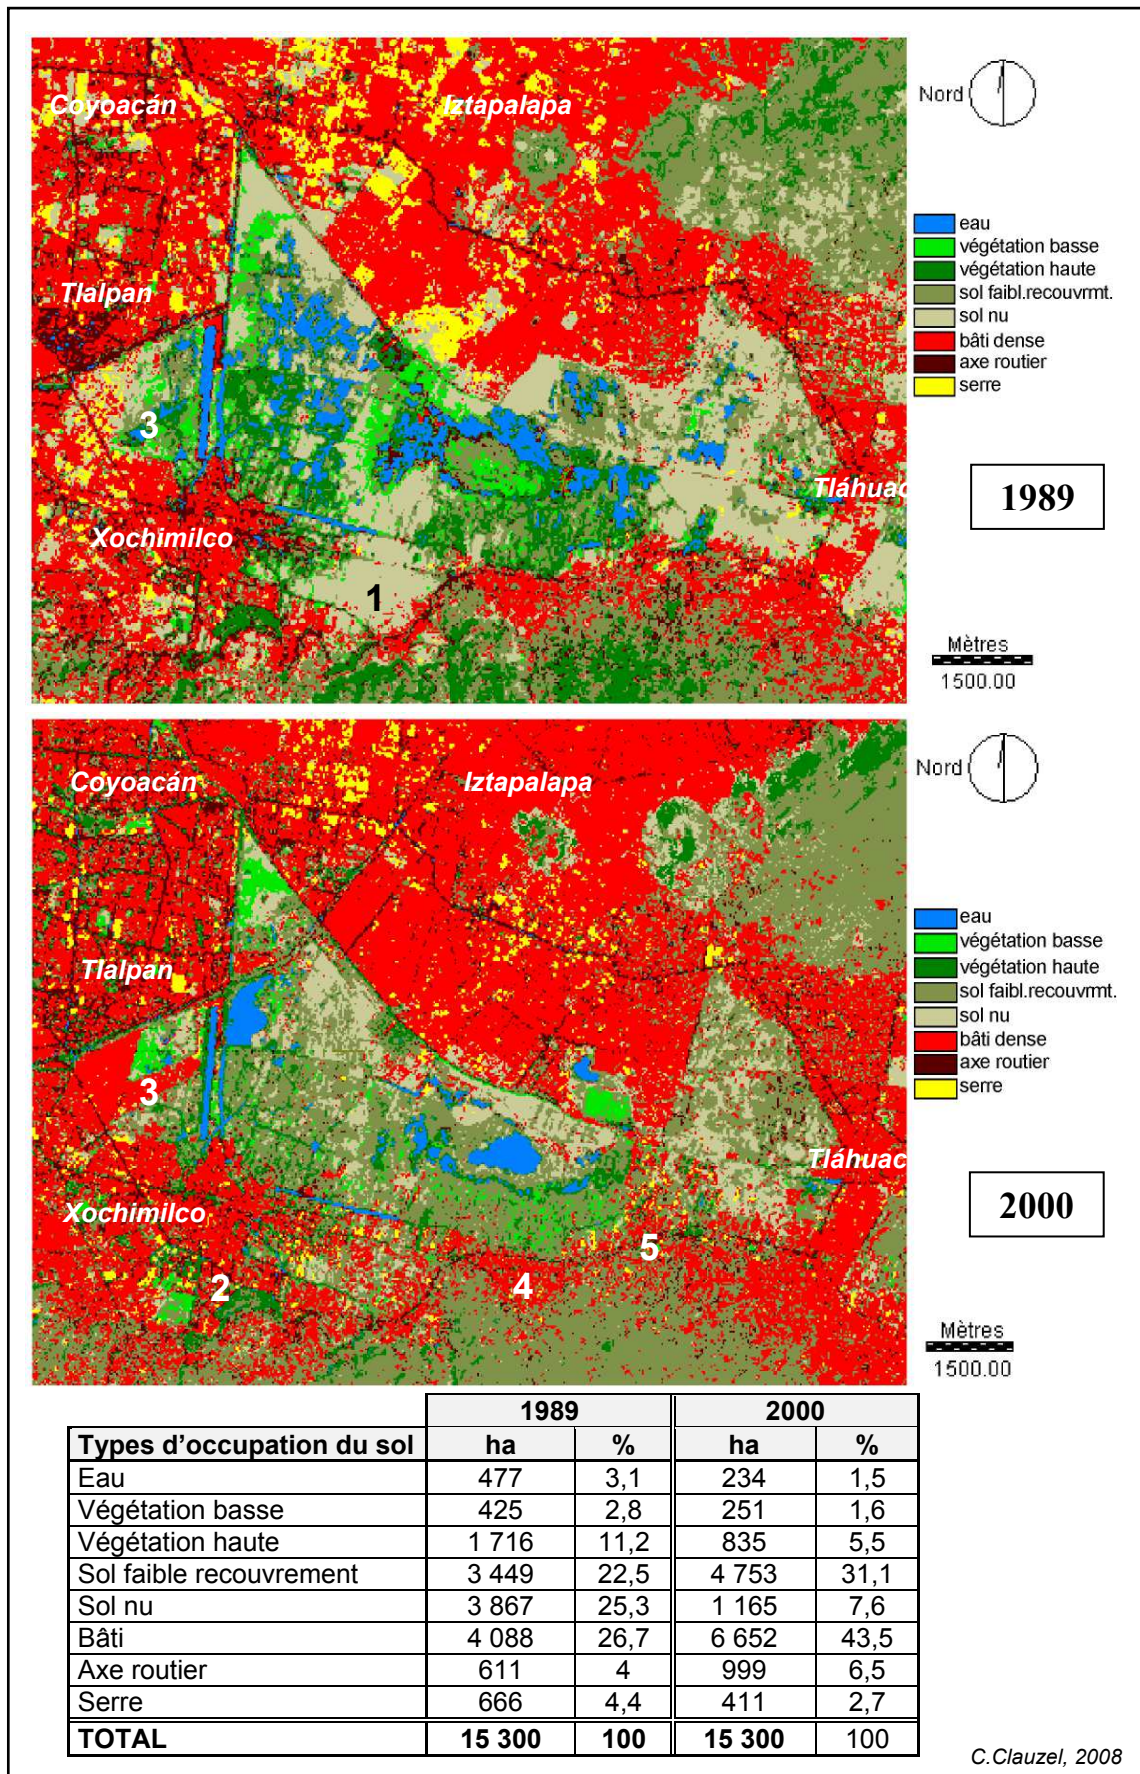 Coyoacán
Iztapalapa
Nord
eau
végétation basse
végétation haute
sol faibl.recouvrmt.
sol nu
bâti dense
axe routier
serre
Tlalpan
3
1989
Tláhuac
Xochimilco
1
Mètres
1500.00
Coyoacán
Iztapalapa
Nord
eau
végétation basse
végétation haute
sol faibl.recouvrmt.
sol nu
bâti dense
axe routier
serre
Tlalpan
3
Tláhuac
2000
Xochimilco
5
2
4
Mètres
1500.00
1989 2000
Types d'occupation du sol ha % ha %
Eau 477 3,1 234 1,5
Végétation basse 425 2,8 251 1,6
Végétation haute 1 716 11,2 835 5,5
Sol faible recouvrement 3 449 22,5 4 753 31,1
Sol nu 3 867 25,3 1 165 7,6
Bâti 4 088 26,7 6 652 43,5
Axe routier 611 4 999 6,5
Serre 666 4,4 411 2,7
TOTAL 15 300 100 15 300 100
C.Clauzel, 2008